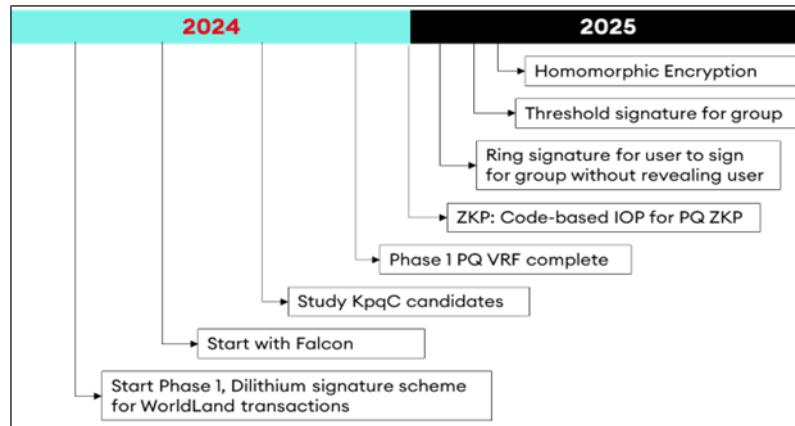 2024
2025
Homomorphic Encryption
Threshold signature for group
Ring signature for user to sign
for group without revealing user
ZKP: Code-based IOP for PQ ZKP
Phase 1 PQ VRF complete
Study KpqC candidates
Start with Falcon
Start Phase 1, Dilithium signature scheme
for WorldLand transactions